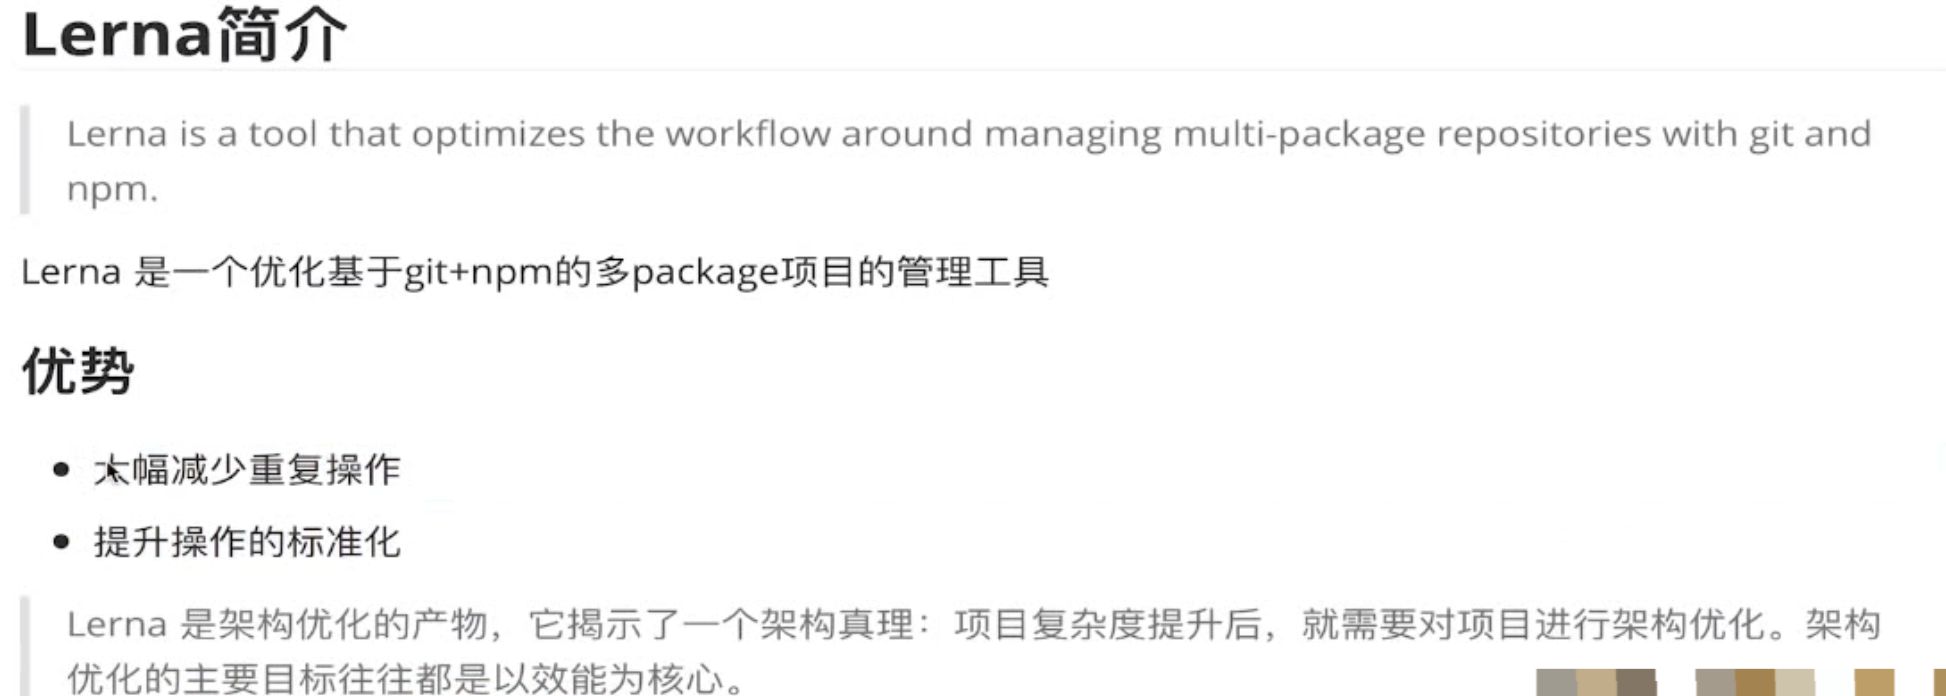 Lerna简介
Lerna is a tool that optimizes the workflow around managing multi-package repositories with git and
npm.
Lerna 是一个优化基于git+npm的多package项目的管理工具
优势
大幅减少重复操作
提升操作的标准化
Lerna 是架构优化的产物，它揭示了一个架构真理：项目复杂度提升后，就需要对项目进行架构优化。架构
优化的主要目标往往都是以效能为核心。